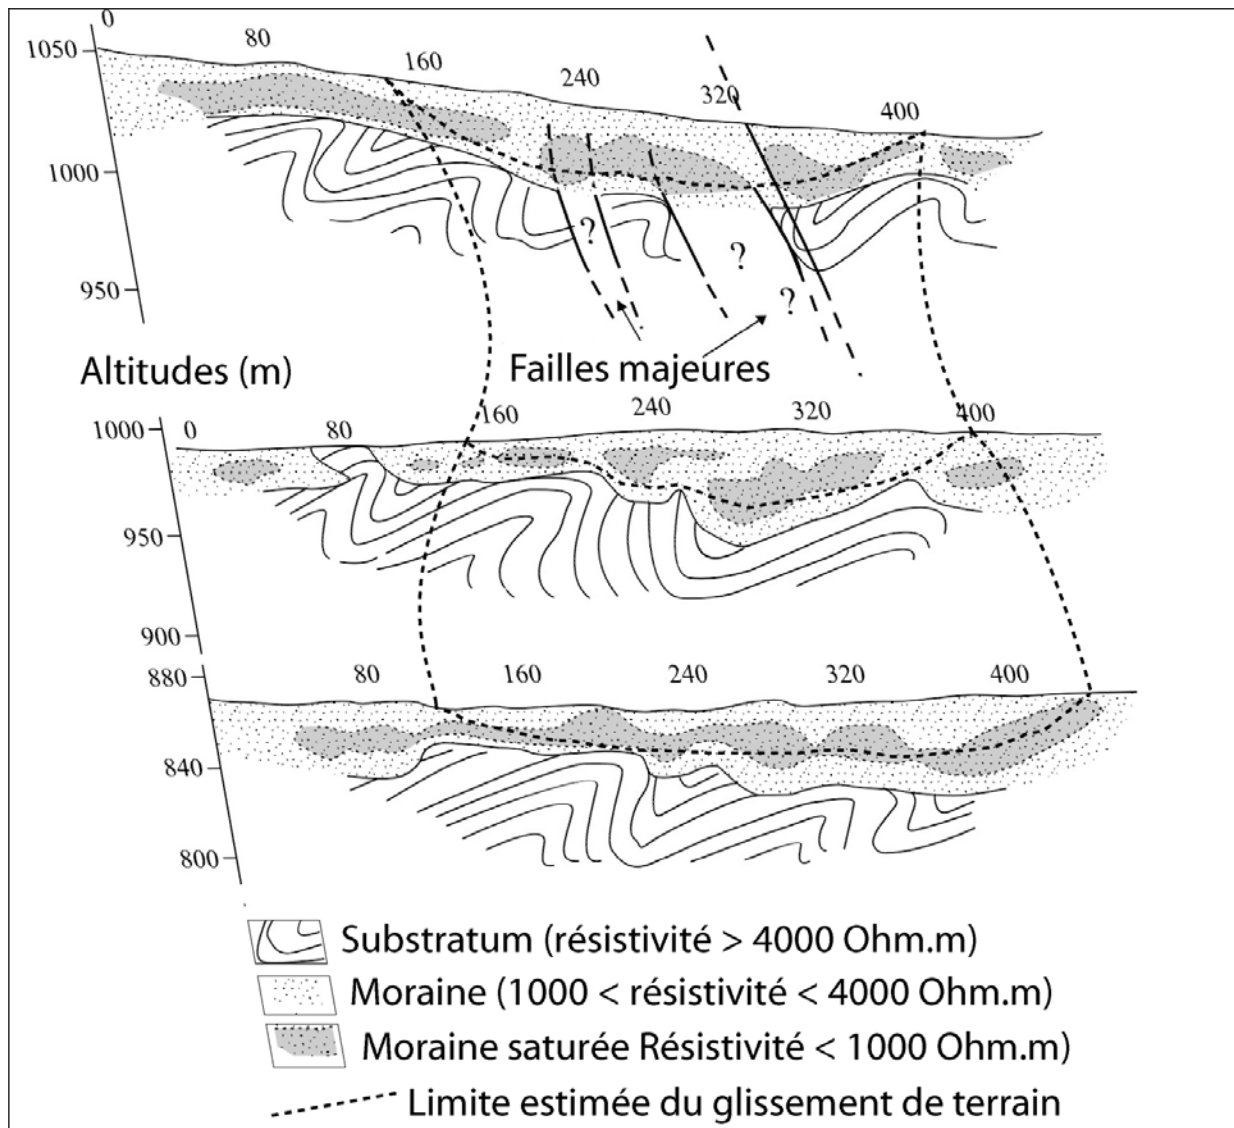 0 80 160 240 320 400
1050
1000
?
?
?
950
Failles majeures
Altitudes (m)
1000 0 80 160 240 320 400
950
900
880 80 160 240 320 400
840
800
Substratum (résistivité > 4000 Ohm.m)
Moraine (1000 < résistivité < 4000 Ohm.m)
Moraine saturée Résistivité < 1000 Ohm.m)
Limite estimée du glissement de terrain